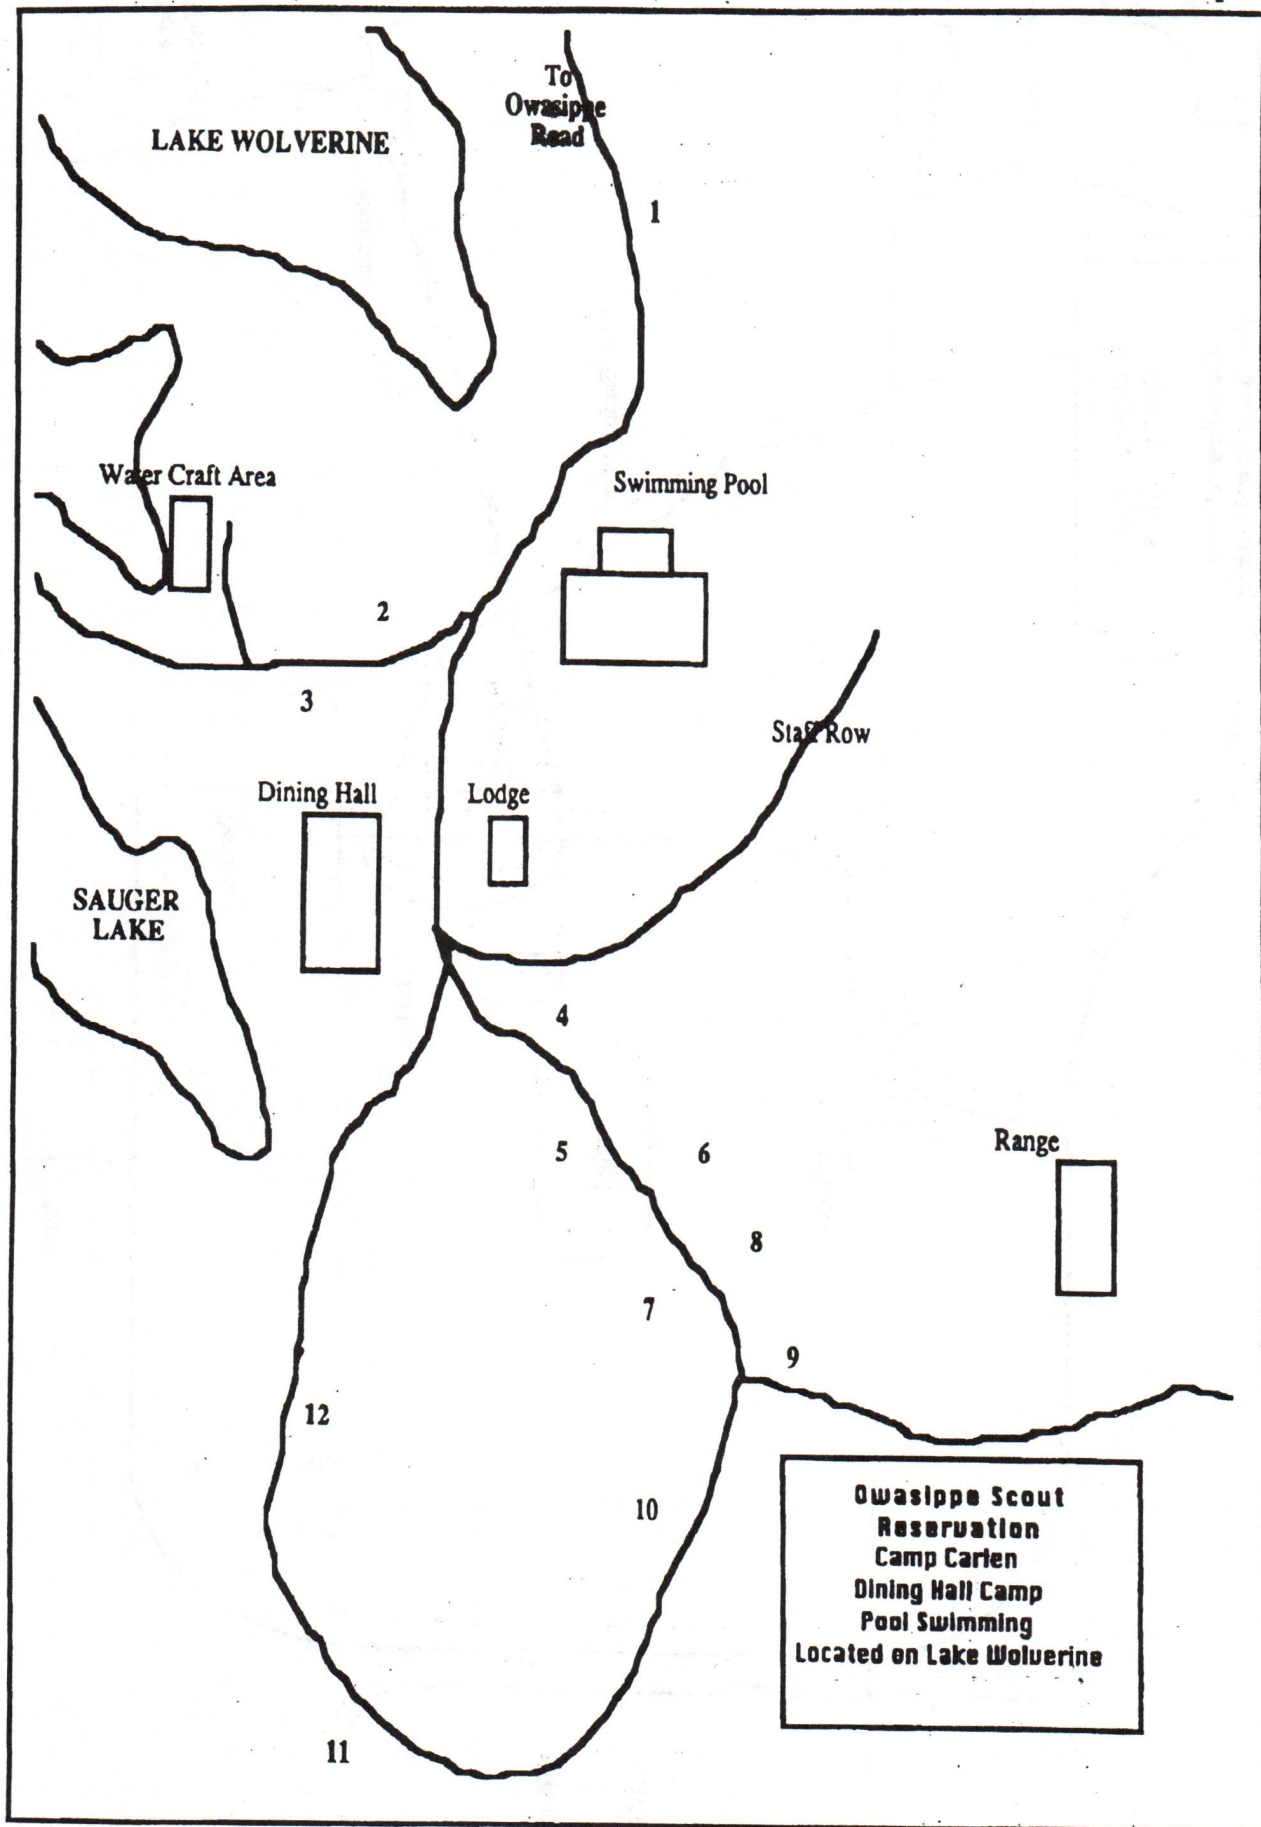 To
Owasippe
Road
LAKE WOLVERINE
1
Water Craft Area
Swimming Pool
2
3
Staff Row
Dining Hall
Lodge
SAUGER
LAKE
4
5
6
Range
8
7
9
12
10
Owasippe Scout
Reservation
Camp Carlen
Dining Hall Camp
Pool Swimming
Located on Lake Wolverine
11